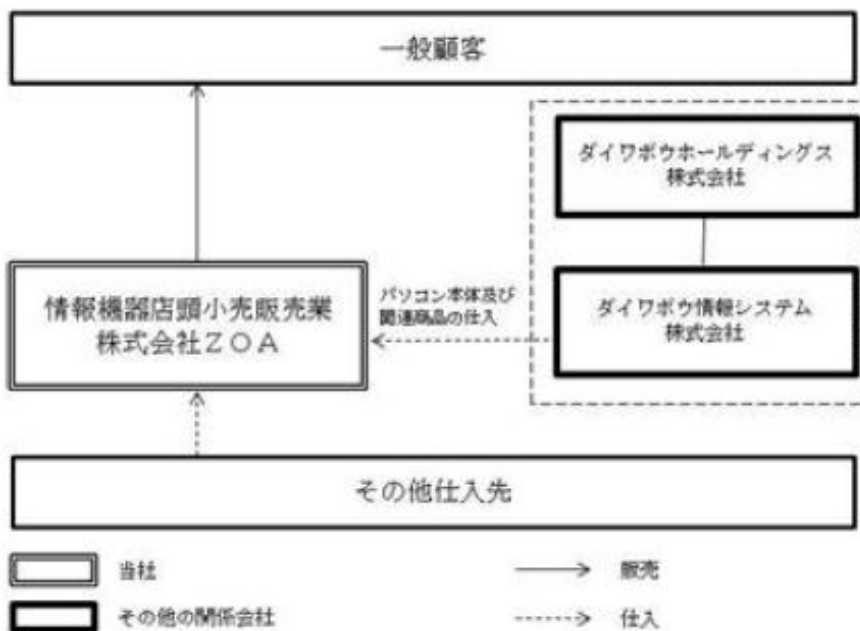 一般顧客
ダイワボウホールディングス
株式会社
情報機器店頭小売販売業
株式会社ZOA
パソコン本体及び
関連商品の仕入
ダイワボウ情報システム
株式会社
その他仕入先
当社
販売
その他の関係会社
仕入